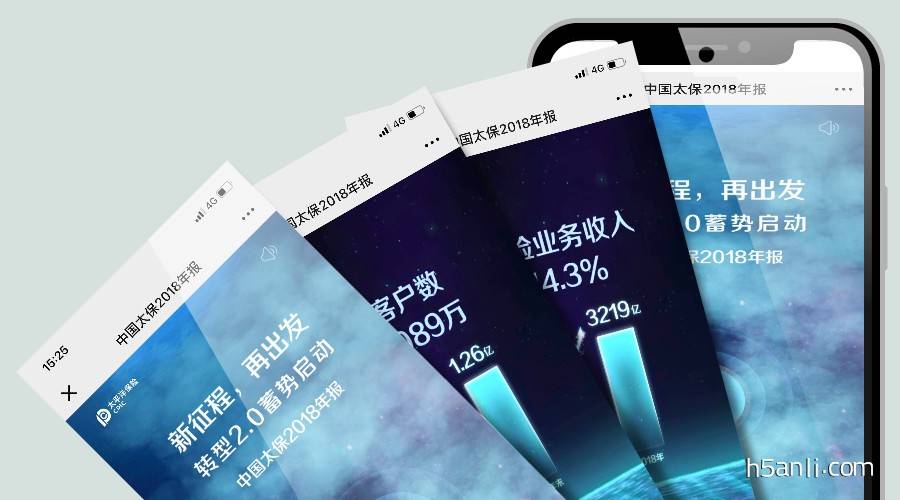 15:25
4G
中国太保2018年报
太平洋保险
CPIC
新征程，再出发
转型2.0蓄势启动
中国太保2018年报
4G
太保2018年报
客户数
089万
1.26亿
4G
国太保2018年报
险业务收入
4.3%
3219亿
2018年
中国太保2018年报
程，再出发
0蓄势启动
保2018年报
h5anli.com